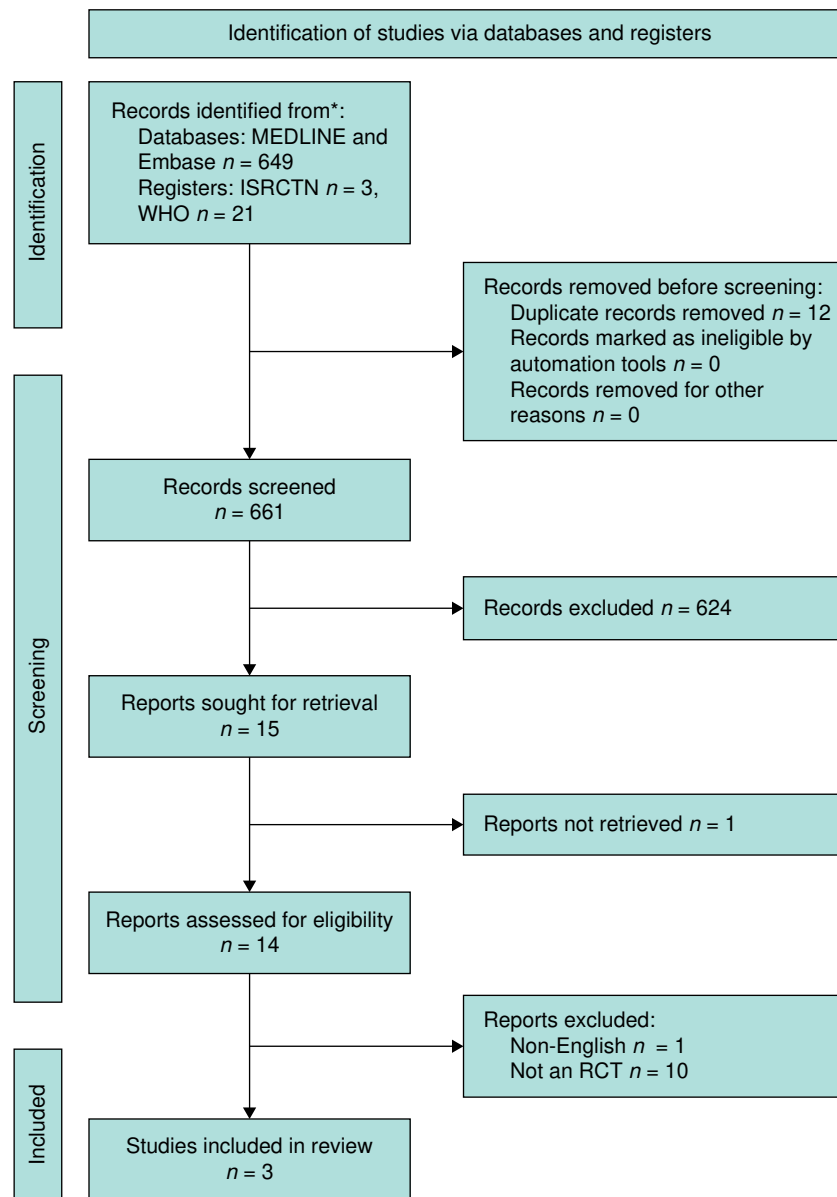 Identification of studies via databases and registers
Identification
Records identified from*:
Databases: MEDLINE and
Embase n = 649
Registers: ISRCTN n = 3,
WHO n = 21
Records removed before screening:
Duplicate records removed n = 12
Records marked as ineligible by
automation tools n = 0
Records removed for other
reasons n = 0
Screening
Records screened
n = 661
Records excluded n = 624
Reports sought for retrieval
n = 15
Reports not retrieved n = 1
Reports assessed for eligibility
n = 14
Reports excluded:
Non-English n = 1
Not an RCT n = 10
Included
Studies included in review
n = 3